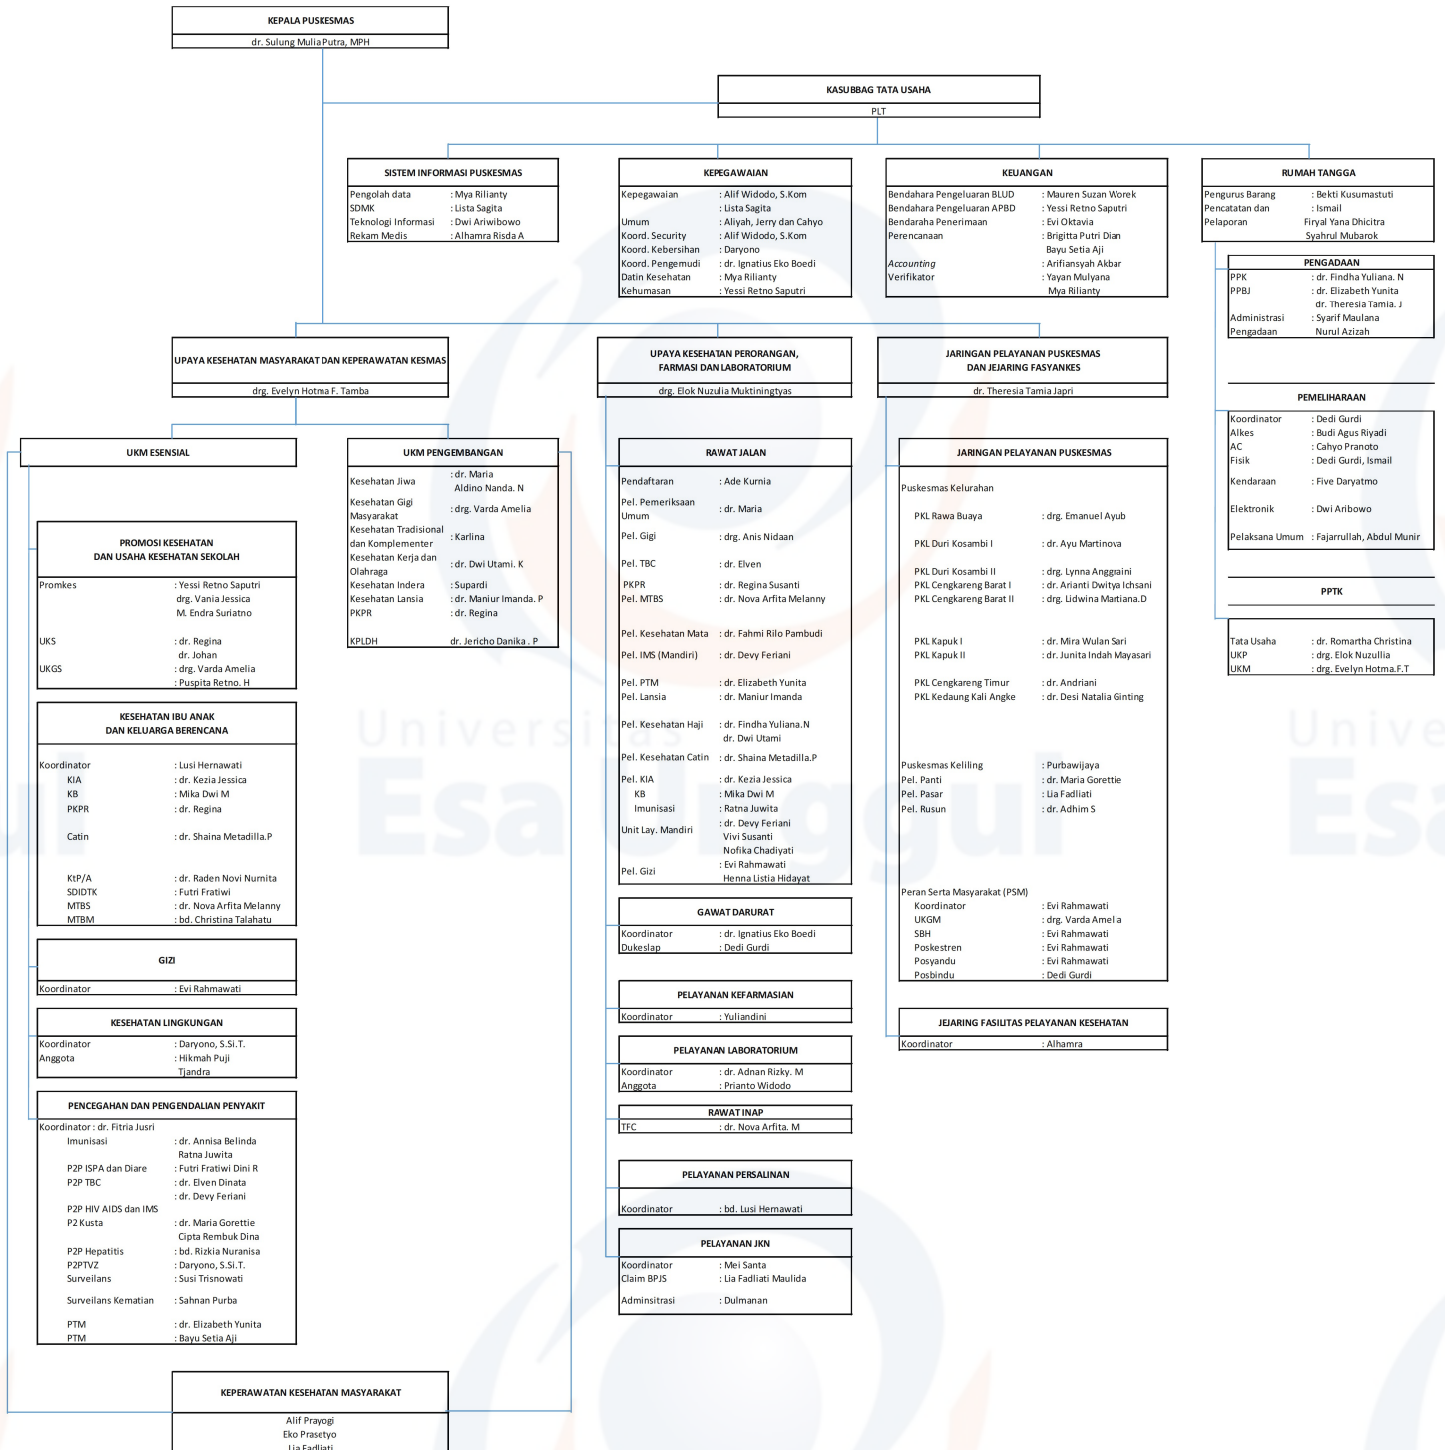 KEPALA PUSKESMAS
dr. Sulung Mulia Putra, MPH
KASUBBAG TATA USAHA
PLT
SISTEM INFORMASI PUSKESMAS
Pengolah data : Mya Rilianty
SDMK : Lista Sagita
Teknologi Informasi : Dwi Ariwibowo
Rekam Medis : Alhamra Risda A
KEPEGAWAIAN
Kepegawaian : Alif Widodo, S.Kom
: Lista Sagita
Umum : Aliyah, Jerry dan Cahyo
Koord. Security : Alif Widodo, S.Kom
Koord. Kebersihan : Daryono
Koord. Pengemudi : dr. Ignatius Eko Boedi
Datin Kesehatan : Mya Rilianty
Kehumasan : Yessi Retno Saputri
KEUANGAN
Bendahara Pengeluaran BLUD : Mauren Suzan Worek
Bendahara Pengeluaran APBD : Yessi Retno Saputri
Bendaraha Penerimaan : Evi Oktavia
Perencanaan : Brigitta Putri Dian
Bayu Setia Aji
Accounting : Arifiansyah Akbar
Verifikator : Yayan Mulyana
Mya Rilianty
RUMAH TANGGA
Pengurus Barang : Bekti Kusumastuti
Pencatatan dan : Ismail
Pelaporan Firyal Yana Dhicitra
Syahrul Mubarok
PENGADAAN
PPK : dr. Findha Yuliana. N
PPBJ : dr. Elizabeth Yunita
dr. Theresia Tamia. J
Administrasi : Syarif Maulana
Pengadaan Nurul Azizah
PEMELIHARAAN
Koordinator : Dedi Gurdi
Alkes : Budi Agus Riyadi
AC : Cahyo Pranoto
Fisik : Dedi Gurdi, Ismail
Kendaraan : Five Daryatmo
Elektronik : Dwi Aribowo
Pelaksana Umum : Fajarrullah, Abdul Munir
PPTK
Tata Usaha : dr. Romartha Christina
UKP : drg. Elok Nuzullia
UKM : drg. Evelyn Hotma.F.T
UPAYA KESEHATAN MASYARAKAT DAN KEPERAWATAN KESMAS
drg. Evelyn Hotma F. Tamba
UPAYA KESEHATAN PERORANGAN,
FARMASI DAN LABORATORIUM
drg. Elok Nuzulia Muktiningtyas
JARINGAN PELAYANAN PUSKESMAS
DAN JEJARING FASYANKES
dr. Theresia Tamia Japri
UKM ESENSIAL
PROMOSI KESEHATAN
DAN USAHA KESEHATAN SEKOLAH
Promkes : Yessi Retno Saputri
drg. Vania Jessica
M. Endra Suriatno
UKS : dr. Regina
dr. Johan
UKGS : drg. Varda Amelia
: Puspita Retno. H
KESEHATAN IBU ANAK
DAN KELUARGA BERENCANA
Koordinator : Lusi Hernawati
KIA : dr. Kezia Jessica
KB : Mika Dwi M
PKPR : dr. Regina
Catin : dr. Shaina Metadilla.P
KtP/A : dr. Raden Novi Nurnita
SDIDTK : Futri Fratiwi
MTBS : dr. Nova Arfita Melanny
MTBM : bd. Christina Talahatu
GIZI
Koordinator : Evi Rahmawati
KESEHATAN LINGKUNGAN
Koordinator : Daryono, S.Si.T.
Anggota : Hikmah Puji
Tjandra
PENCEGAHAN DAN PENGENDALIAN PENYAKIT
Koordinator : dr. Fitria Jusri
Imunisasi : dr. Annisa Belinda
Ratna Juwita
P2P ISPA dan Diare : Futri Fratiwi Dini R
P2P TBC : dr. Elven Dinata
: dr. Devy Feriani
P2P HIV AIDS dan IMS
P2 Kusta : dr. Maria Gorettie
Cipta Rembuk Dina
P2P Hepatitis : bd. Rizkia Nuranisa
P2PTVZ : Daryono, S.Si.T.
Surveilans : Susi Trisnowati
Surveilans Kematian : Sahnan Purba
PTM : dr. Elizabeth Yunita
PTM : Bayu Setia Aji
UKM PENGEMBANGAN
Kesehatan Jiwa : dr. Maria
Aldino Nanda. N
Kesehatan Gigi
Masyarakat : drg. Varda Amelia
Kesehatan Tradisional
dan Komplementer : Karlina
Kesehatan Kerja dan
Olahraga : dr. Dwi Utami. K
Kesehatan Indera : Supardi
Kesehatan Lansia : dr. Maniur Imanda. P
PKPR : dr. Regina
KPLDH dr. Jericho Danika . P
RAWAT JALAN
Pendaftaran : Ade Kurnia
Pel. Pemeriksaan
Umum : dr. Maria
Pel. Gigi : drg. Anis Nidaan
Pel. TBC : dr. Elven
PKPR : dr. Regina Susanti
Pel. MTBS : dr. Nova Arfita Melanny
Pel. Kesehatan Mata : dr. Fahmi Rilo Pambudi
Pel. IMS (Mandiri) : dr. Devy Feriani
Pel. PTM : dr. Elizabeth Yunita
Pel. Lansia : dr. Maniur Imanda
Pel. Kesehatan Haji : dr. Findha Yuliana.N
dr. Dwi Utami
Pel. Kesehatan Catin : dr. Shaina Metadilla.P
Pel. KIA : dr. Kezia Jessica
KB : Mika Dwi M
Imunisasi : Ratna Juwita
Unit Lay. Mandiri : dr. Devy Feriani
Vivi Susanti
Nofika Chadiyati
Pel. Gizi : Evi Rahmawati
Henna Listia Hidayat
GAWAT DARURAT
Koordinator : dr. Ignatius Eko Boedi
Dukeslap : Dedi Gurdi
PELAYANAN KEFARMASIAN
Koordinator : Yuliandini
PELAYANAN LABORATORIUM
Koordinator : dr. Adnan Rizky. M
Anggota : Prianto Widodo
RAWAT INAP
TFC : dr. Nova Arfita. M
PELAYANAN PERSALINAN
Koordinator : bd. Lusi Hernawati
PELAYANAN JKN
Koordinator : Mei Santa
Claim BPJS : Lia Fadliati Maulida
Adminsitrasi : Dulmanan
JARINGAN PELAYANAN PUSKESMAS
Puskesmas Kelurahan
PKL Rawa Buaya : drg. Emanuel Ayub
PKL Duri Kosambi I : dr. Ayu Martinova
PKL Duri Kosambi II : drg. Lynna Anggraini
PKL Cengkareng Barat I : dr. Arianti Dwitya Ichsani
PKL Cengkareng Barat II : drg. Lidwina Martiana.D
PKL Kapuk I : dr. Mira Wulan Sari
PKL Kapuk II : dr. Junita Indah Mayasari
PKL Cengkareng Timur : dr. Andriani
PKL Kedaung Kali Angke : dr. Desi Natalia Ginting
Puskesmas Keliling : Purbawijaya
Pel. Panti : dr. Maria Gorettie
Pel. Pasar : Lia Fadliati
Pel. Rusun : dr. Adhim S
Peran Serta Masyarakat (PSM)
Koordinator : Evi Rahmawati
UKGM : drg. Varda Amel a
SBH : Evi Rahmawati
Poskestren : Evi Rahmawati
Posyandu : Evi Rahmawati
Posbindu : Dedi Gurdi
JEJARING FASILITAS PELAYANAN KESEHATAN
Koordinator : Alhamra
KEPERAWATAN KESEHATAN MASYARAKAT
Alif Prayogi
Eko Prasetyo
Lia Fadliati
Universitas
Esa Unggul
Unive
Esa
ul